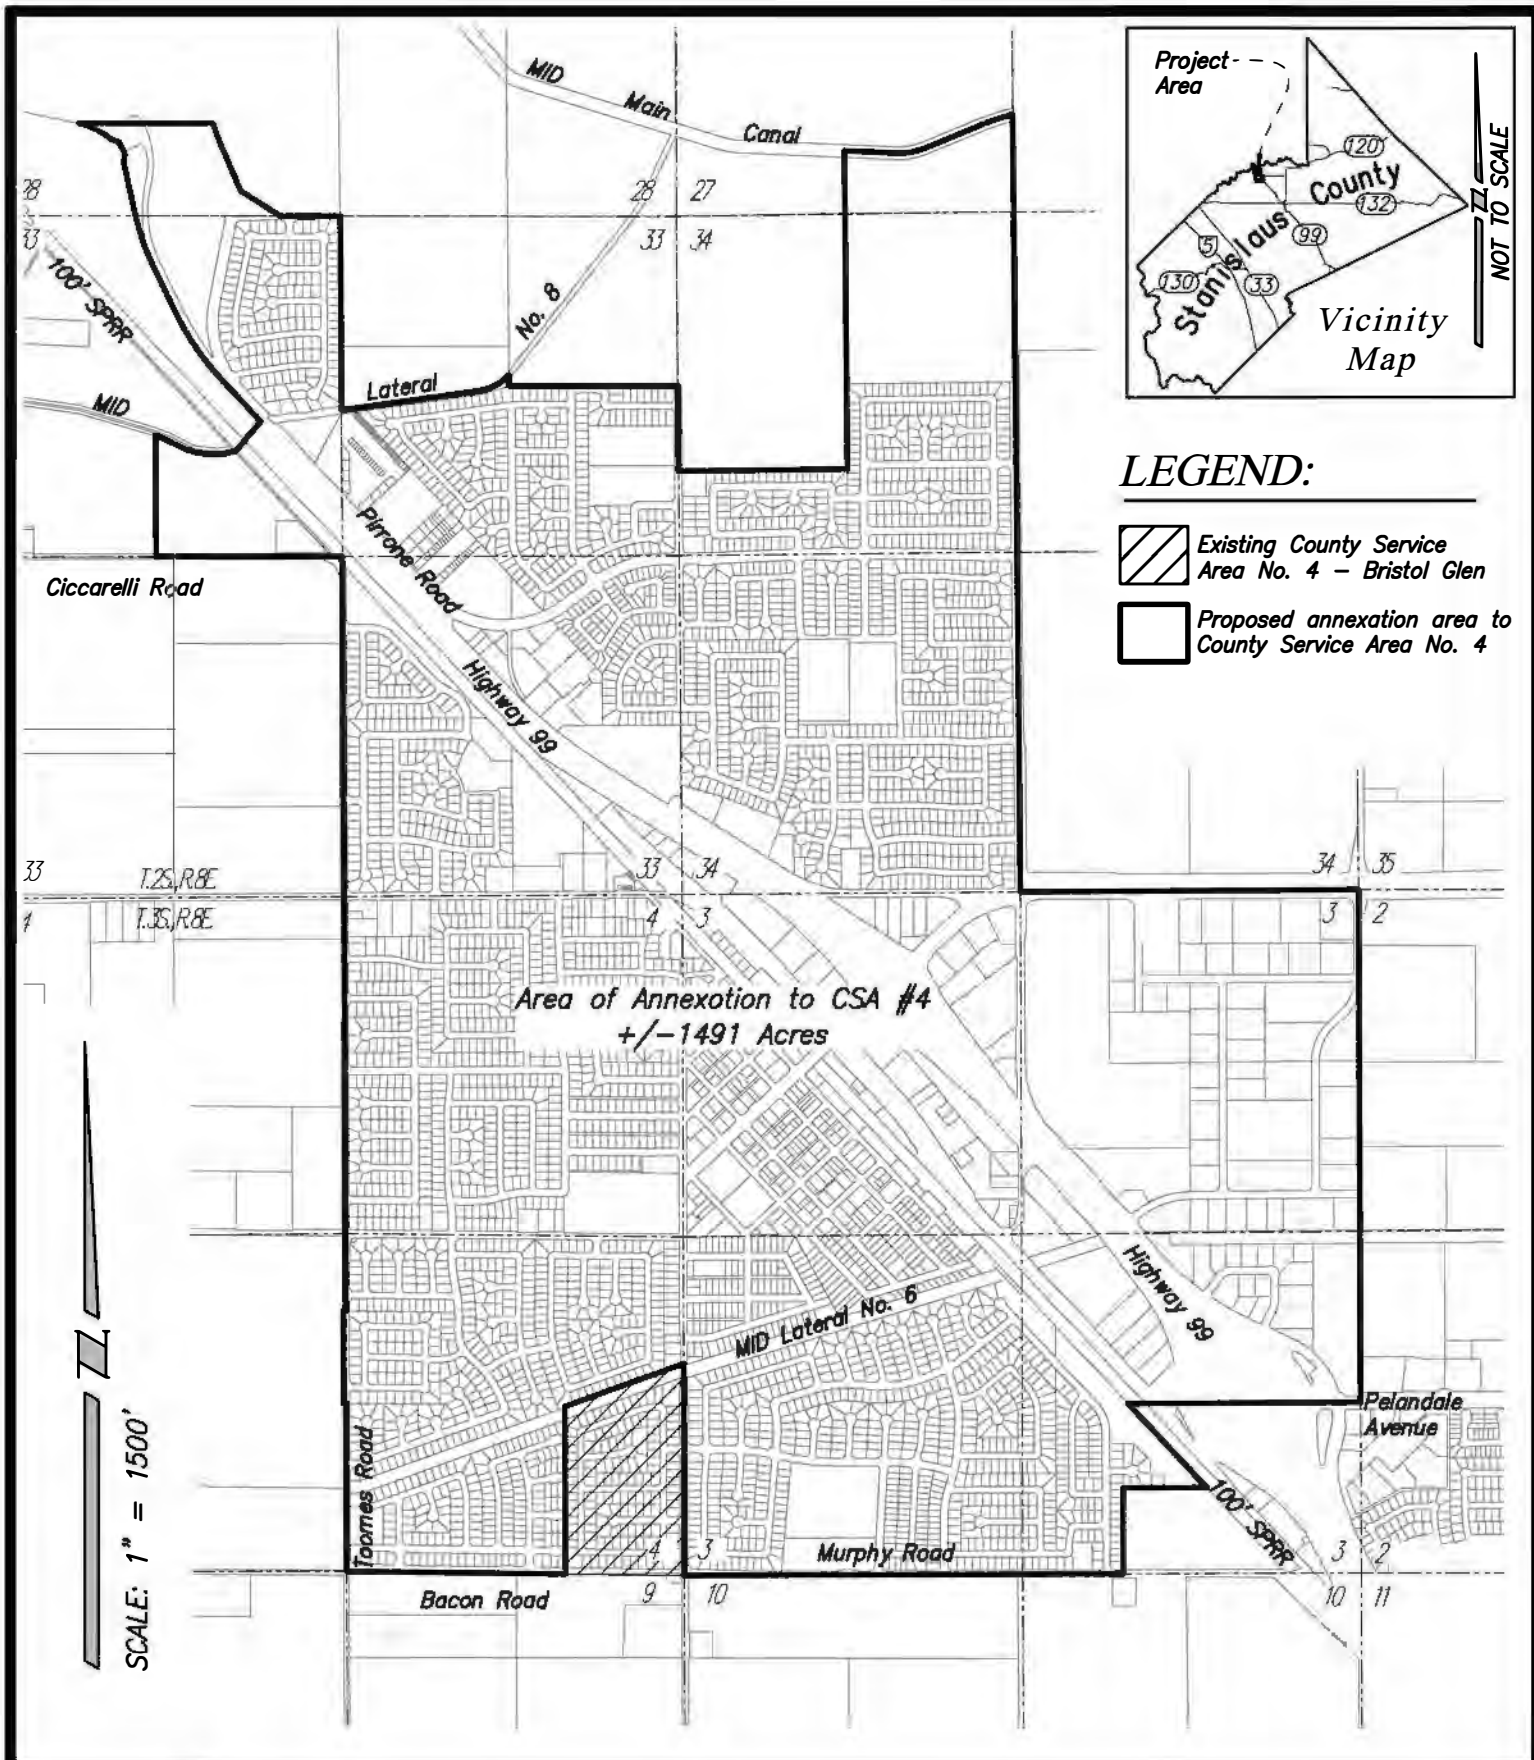 MID
Main
Canal
28
27
33
34
28
33
100' SPRR
MID
No. 8
Lateral
Pirrone Road
Ciccarelli Road
Highway 99
33
T.2S.,R.8E
T.3S.,R.8E
4
33
34
4
3
34
35
3
2
Area of Annexation to CSA #4
+/-1491 Acres
Highway 99
MID Lateral No. 6
Pelandale
Avenue
Toomes Road
100' SPRR
Murphy Road
Bacon Road
4
3
9
10
3
2
10
11
SCALE: 1" = 1500'
Project
Area
120
County
132
Stanislaus
99
5
130
33
Vicinity
Map
NOT TO SCALE
LEGEND:
Existing County Service
Area No. 4 - Bristol Glen
Proposed annexation area to
County Service Area No. 4